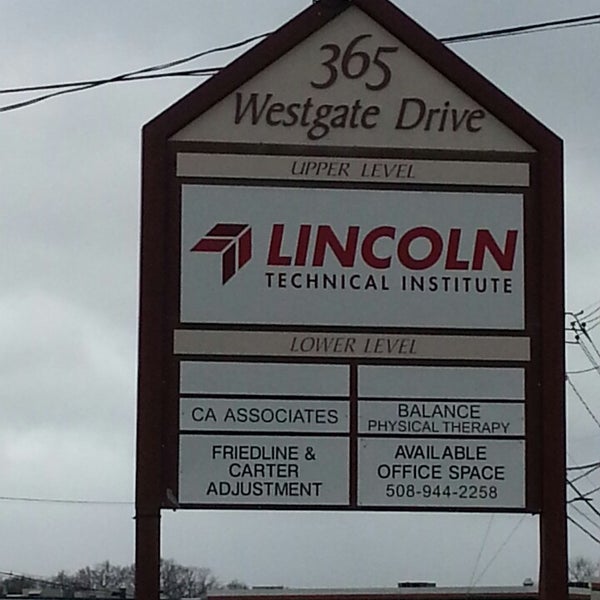 365
Westgate Drive
UPPER LEVEL
LINCOLN
TECHNICAL INSTITUTE
LOWER LEVEL
CA ASSOCIATES
BALANCE
PHYSICAL THERAPY
FRIEDLINE &
CARTER
ADJUSTMENT
AVAILABLE
OFFICE SPACE
508-944-2258